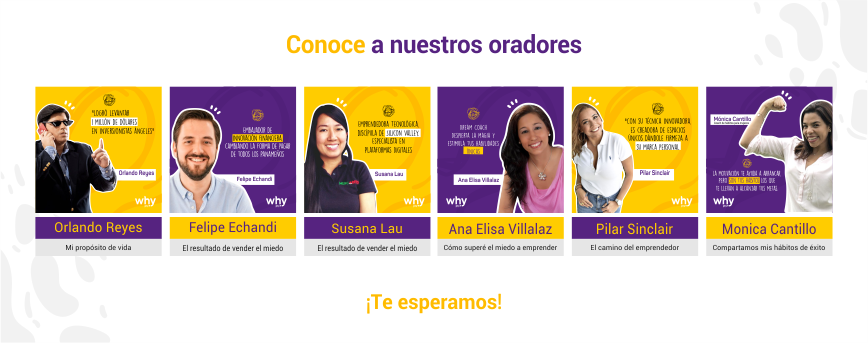 Conoce a nuestros oradores
"LOGRÓ LEVANTAR
1 MILLON DE DOLARES
EN INVERSIONISTAS ÁNGELES"
Orlando Reyes
why
EMBAJADOR DE
INNOVACIÓN FINANCIERA,
CAMBIANDO LA FORMA DE PAGAR
DE TODOS LOS PANAMEÑOS
Felipe Echandi
why
EMPRENDEDORA TECNOLÓGICA,
DISCÍPULA DE SILICON VALLEY,
ESPECIALISTA EN
PLATAFORMAS DIGITALES
Susana Lau
why
DREAM COACH
DESPIERTA LA MAGIA Y
ESTIMULA TUS HABILIDADES
Ana Elisa Villalaz
why
"CON SU TÉCNICA INNOVADORA,
ES CREADORA DE ESPACIOS
ÚNICOS DÁNDOLE FIRMEZA A
SU MARCA PERSONAL
Pilar Sinclair
why
Mónica Cantillo
LA MOTIVACIÓN TE AYUDA A ARRANCAR
PERO SON TUS HÁBITOS LOS QUE
TE LLEVAN A ALCANZAR TUS METAS.
why
Orlando Reyes
Mi propósito de vida
Felipe Echandi
El resultado de vender el miedo
Susana Lau
El resultado de vender el miedo
Ana Elisa Villalaz
Cómo superé el miedo a emprender
Pilar Sinclair
El camino del emprendedor
Monica Cantillo
Compartamos mis hábitos de éxito
¡Te esperamos!